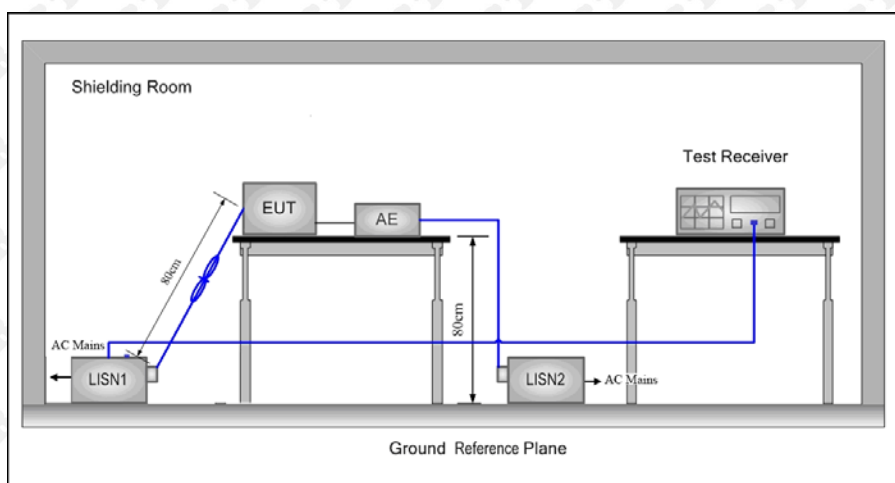 Shielding Room
Test Receiver
EUT
AE
80cm
80cm
AC Mains
LISN1
LISN2
AC Mains
Ground Reference Plane